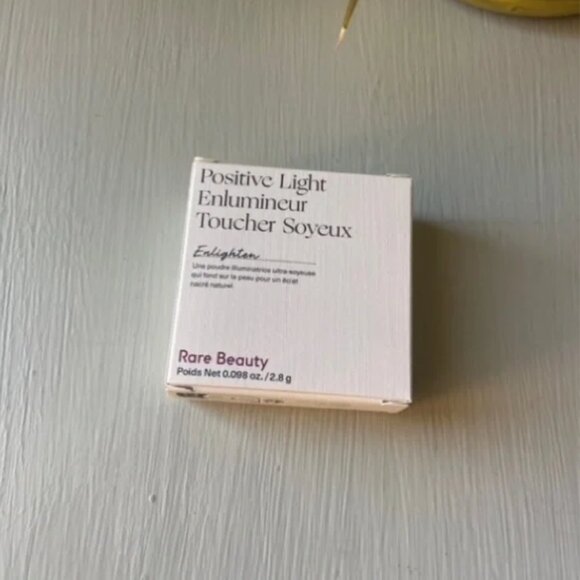 Positive Light
Enlumineur
Toucher Soyeux
Enlighten
Une poudre illuminatrice ultra-soyeuse
qui fond sur la peau pour un éclat
nacré naturel.
Rare Beauty
Poids Net 0.098 oz. / 2.8 g